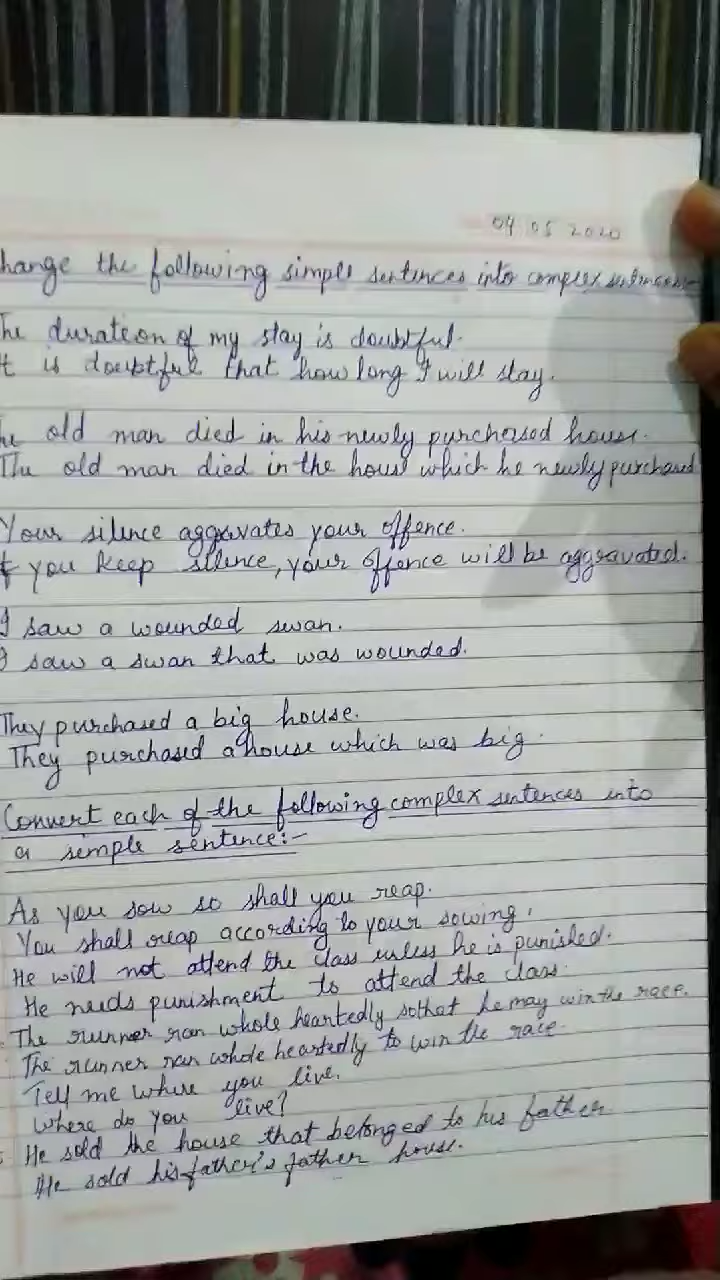 04 05 2020
hange the following simple sentences into complex
he duration of my stay is doubtful.
t is doubtful that how long I will stay.
he old man died in his newly purchased house.
The old man died in the house which he newly purchased
Your silence aggravates your offence.
f you keep silence, your offence will be aggravated.
I saw a wounded swan.
I saw a swan that was wounded.
They purchased a big house.
They purchased a house which was big.
Convert each of the following complex sentences into
a simple sentence:-
As you sow so shall you reap.
You shall reap according to your sowing.
He will not attend the class unless he is punished.
He needs punishment to attend the class.
The runner ran whole heartedly so that he may win the race.
The runner ran whole heartedly to win the race.
Tell me where you live.
Where do you live?
He sold the house that belonged to his father
He sold his father's father house.